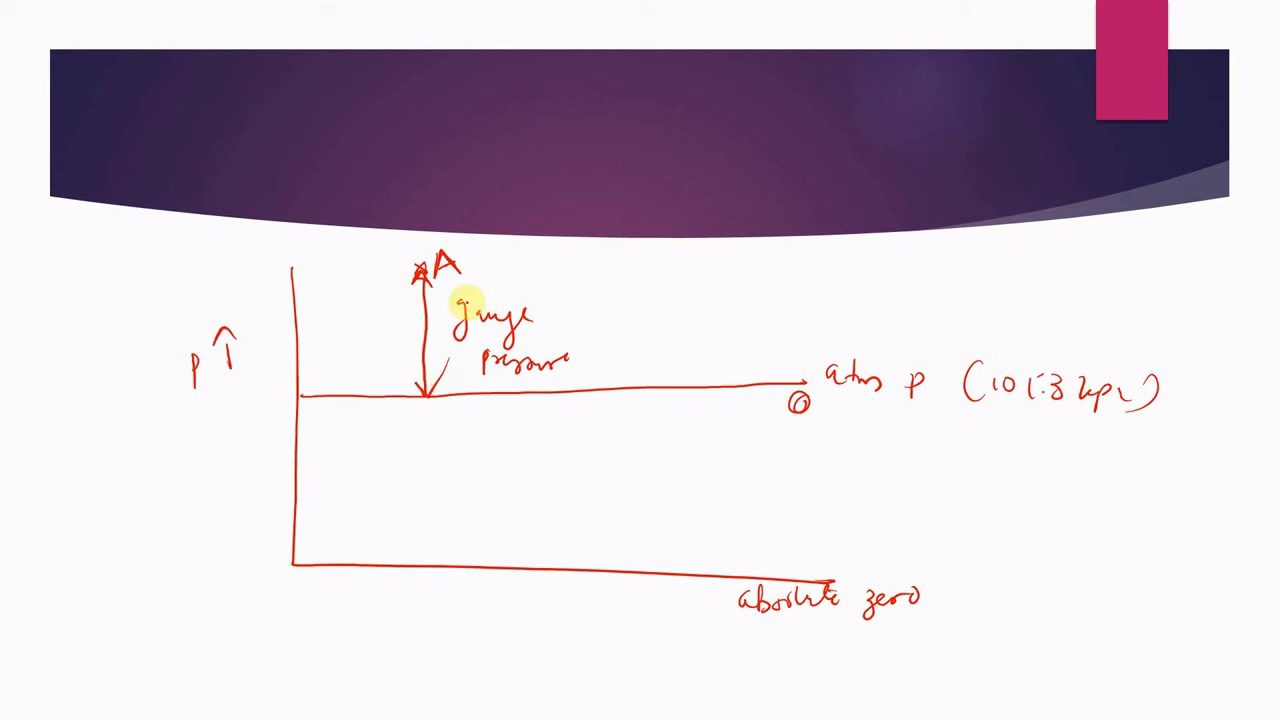 A
gauge
pressure
p ↑
atm p (101.3 kpa)
0
absolute zero